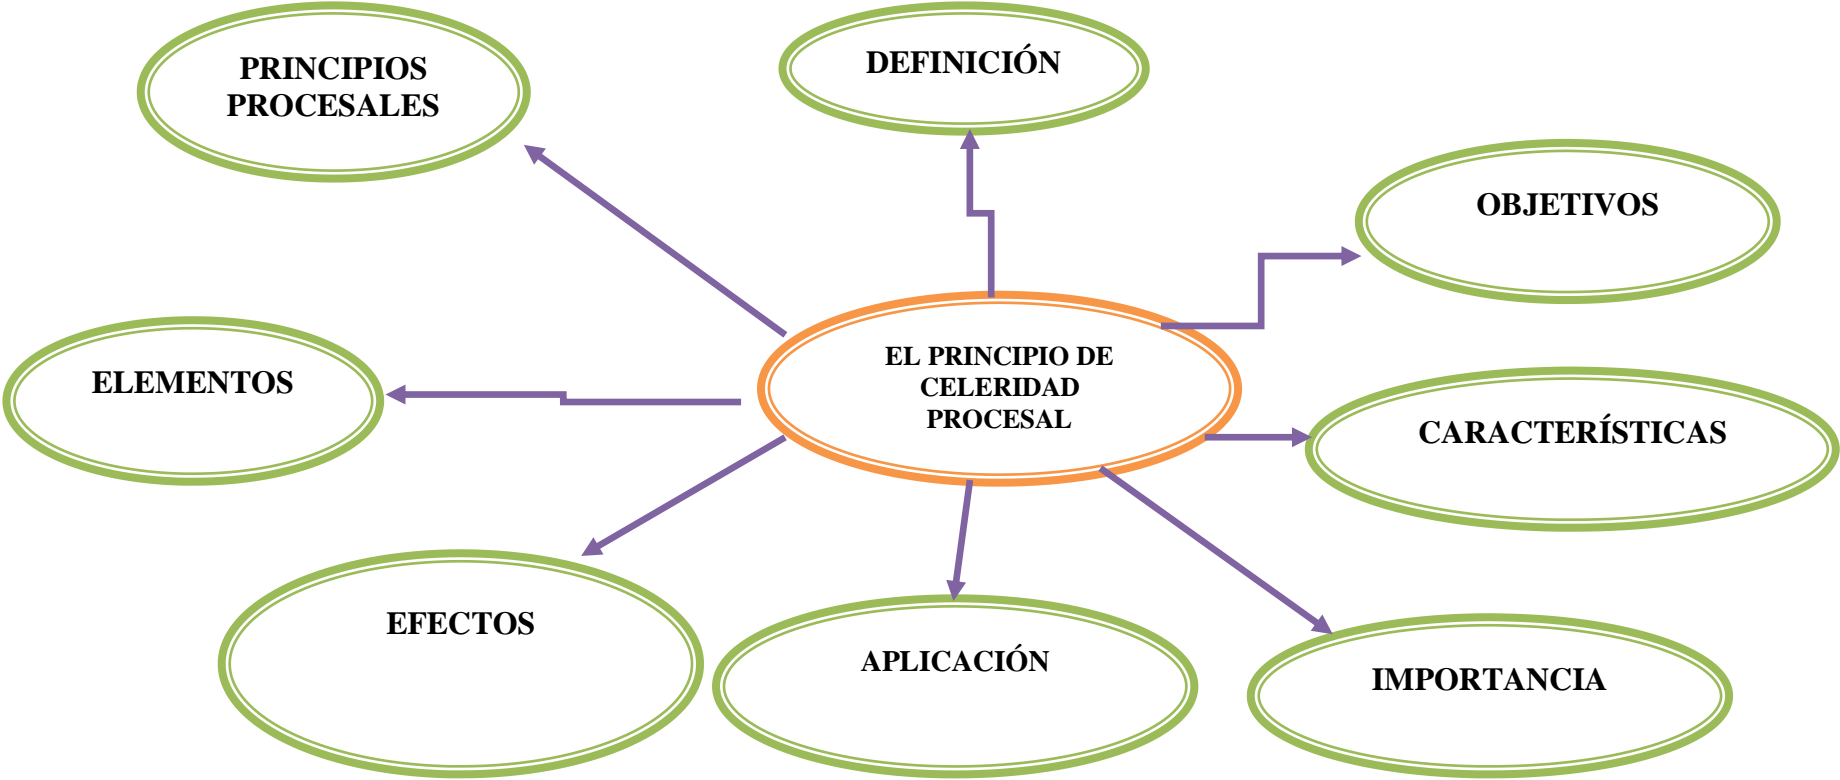 PRINCIPIOS
PROCESALES
DEFINICIÓN
OBJETIVOS
ELEMENTOS
EL PRINCIPIO DE
CELERIDAD
PROCESAL
CARACTERÍSTICAS
EFECTOS
APLICACIÓN
IMPORTANCIA